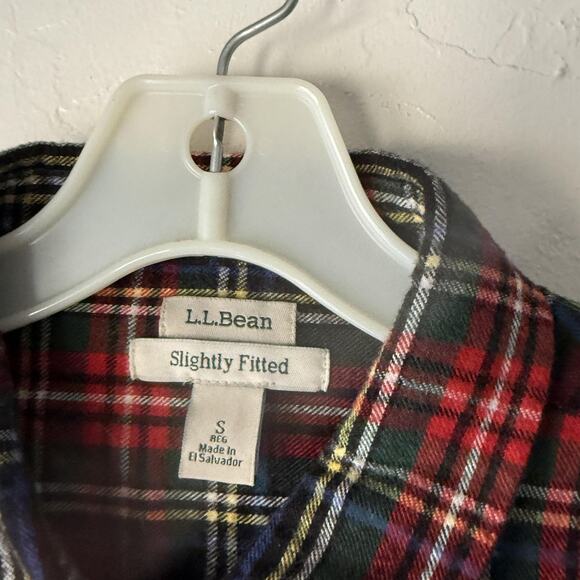 L.L.Bean
Slightly Fitted
S
REG
Made In
El Salvador